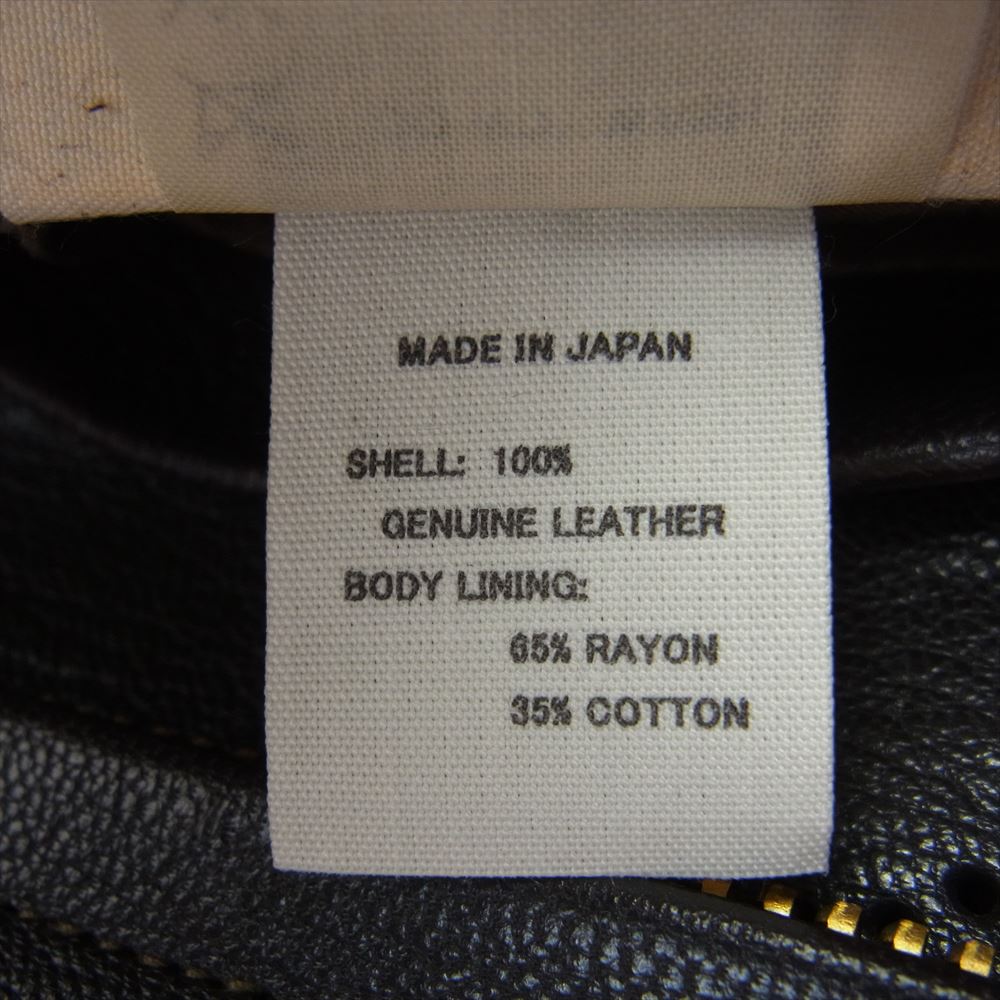 MADE IN JAPAN
SHELL: 100%
GENUINE LEATHER
BODY LINING:
65% RAYON
35% COTTON